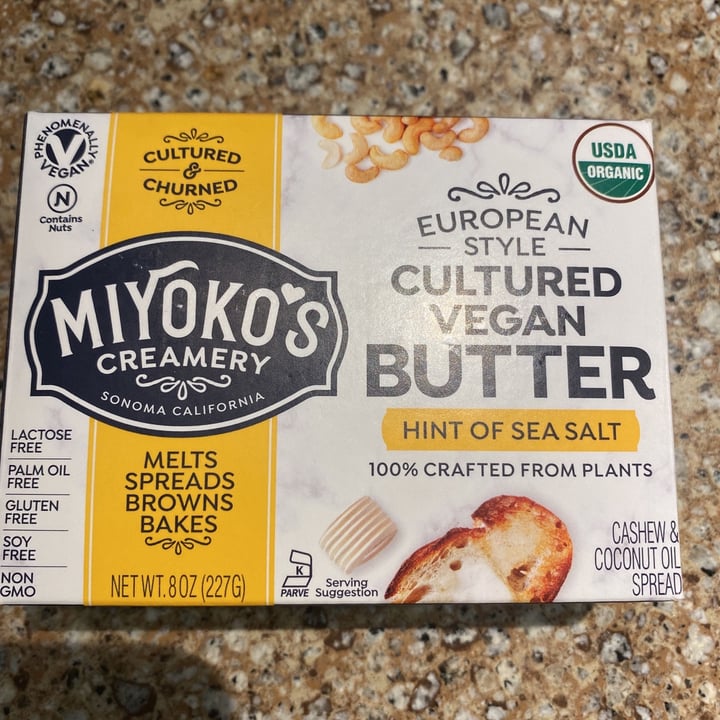 PHENOMENALLY
VEGAN
N
Contains
Nuts
CULTURED
&
CHURNED
MIYOKO'S
CREAMERY
SONOMA CALIFORNIA
LACTOSE
FREE
PALM OIL
FREE
GLUTEN
FREE
SOY
FREE
NON
GMO
MELTS
SPREADS
BROWNS
BAKES
NET WT. 8 OZ (227G)
USDA
ORGANIC
EUROPEAN
STYLE
CULTURED
VEGAN
BUTTER
HINT OF SEA SALT
100% CRAFTED FROM PLANTS
K
PARVE
Serving
Suggestion
CASHEW &
COCONUT OIL
SPREAD